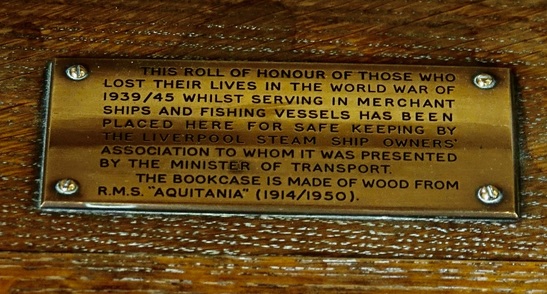 THIS ROLL OF HONOUR OF THOSE WHO
LOST THEIR LIVES IN THE WORLD WAR OF
1939/45 WHILST SERVING IN MERCHANT
SHIPS AND FISHING VESSELS HAS BEEN
PLACED HERE FOR SAFE KEEPING BY
THE LIVERPOOL STEAM SHIP OWNERS'
ASSOCIATION TO WHOM IT WAS PRESENTED
BY THE MINISTER OF TRANSPORT.
THE BOOKCASE IS MADE OF WOOD FROM
R.M.S. "AQUITANIA" (1914/1950).